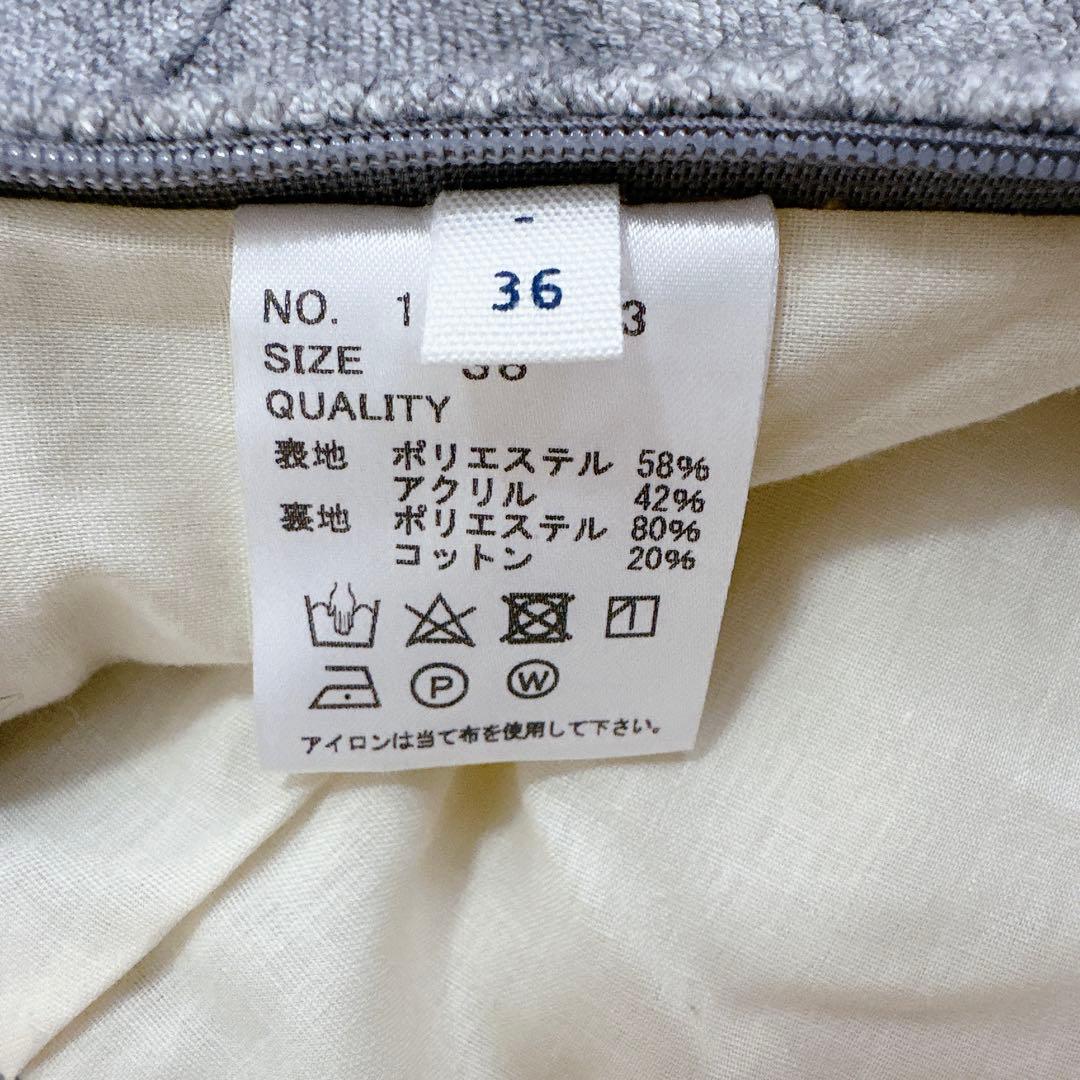 36
NO. 1 3
SIZE 36
QUALITY
表地 ポリエステル 58%
アクリル 42%
裏地 ポリエステル 80%
コットン 20%
P W
アイロンは当て布を使用して下さい。